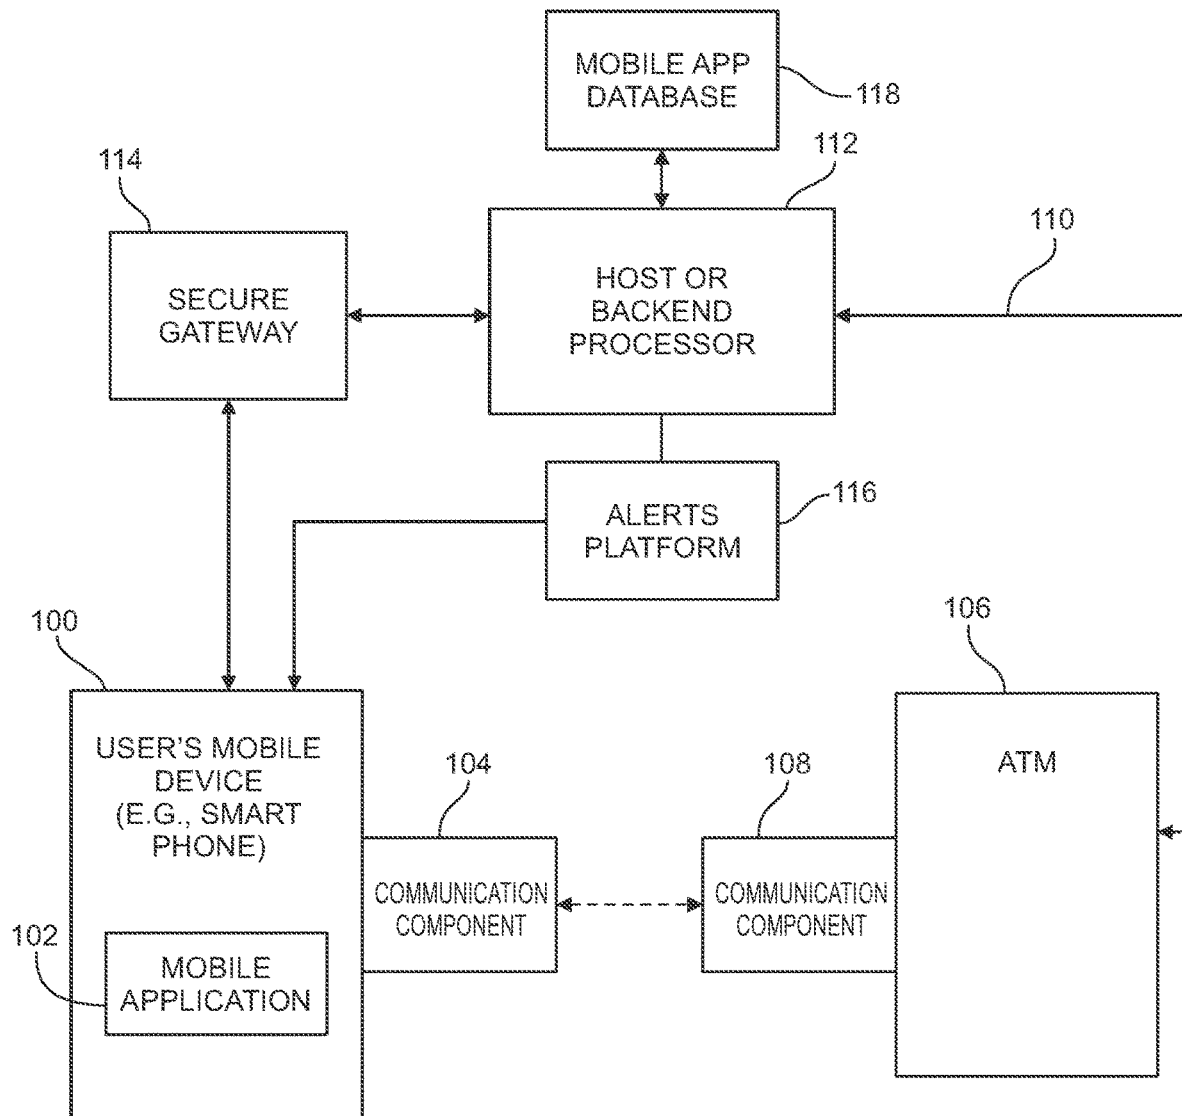 MOBILE APP
DATABASE
118
114
112
110
SECURE
GATEWAY
HOST OR
BACKEND
PROCESSOR
116
ALERTS
PLATFORM
100
106
USER'S MOBILE
DEVICE
(E.G., SMART
PHONE)
104
108
ATM
COMMUNICATION
COMPONENT
COMMUNICATION
COMPONENT
102
MOBILE
APPLICATION